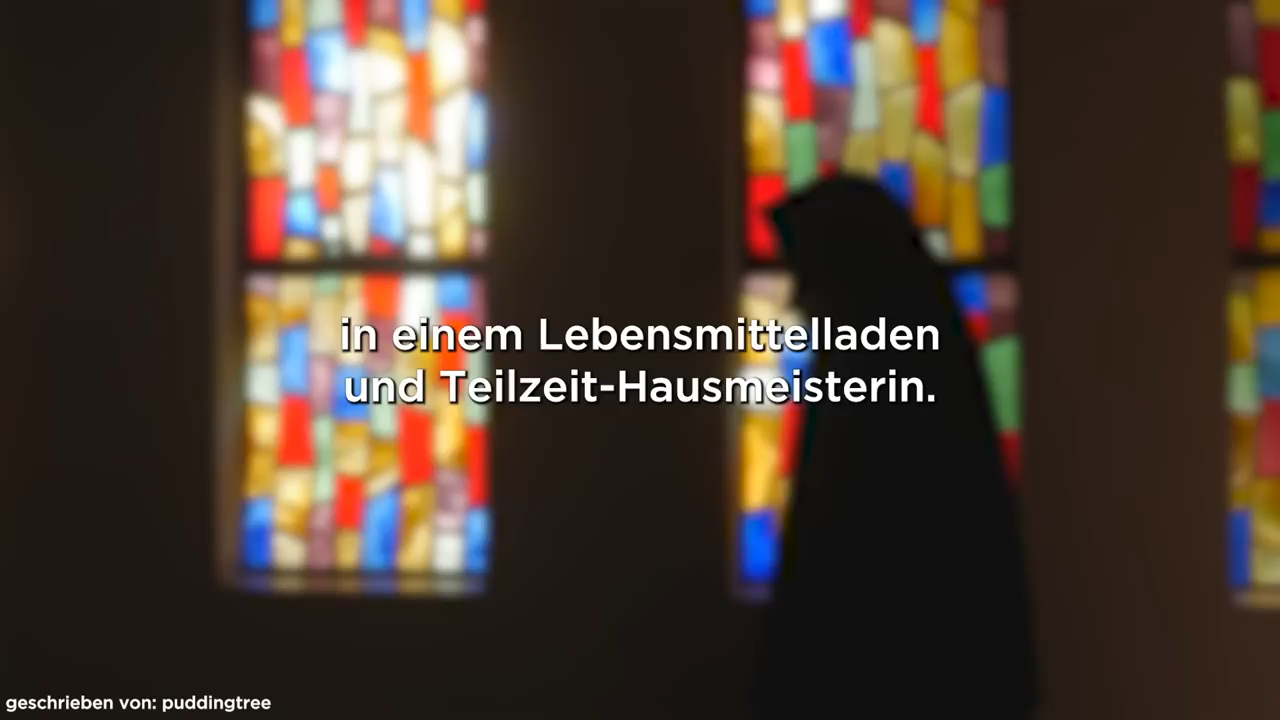 in einem Lebensmittelladen
und Teilzeit-Hausmeisterin.
geschrieben von: puddingtree